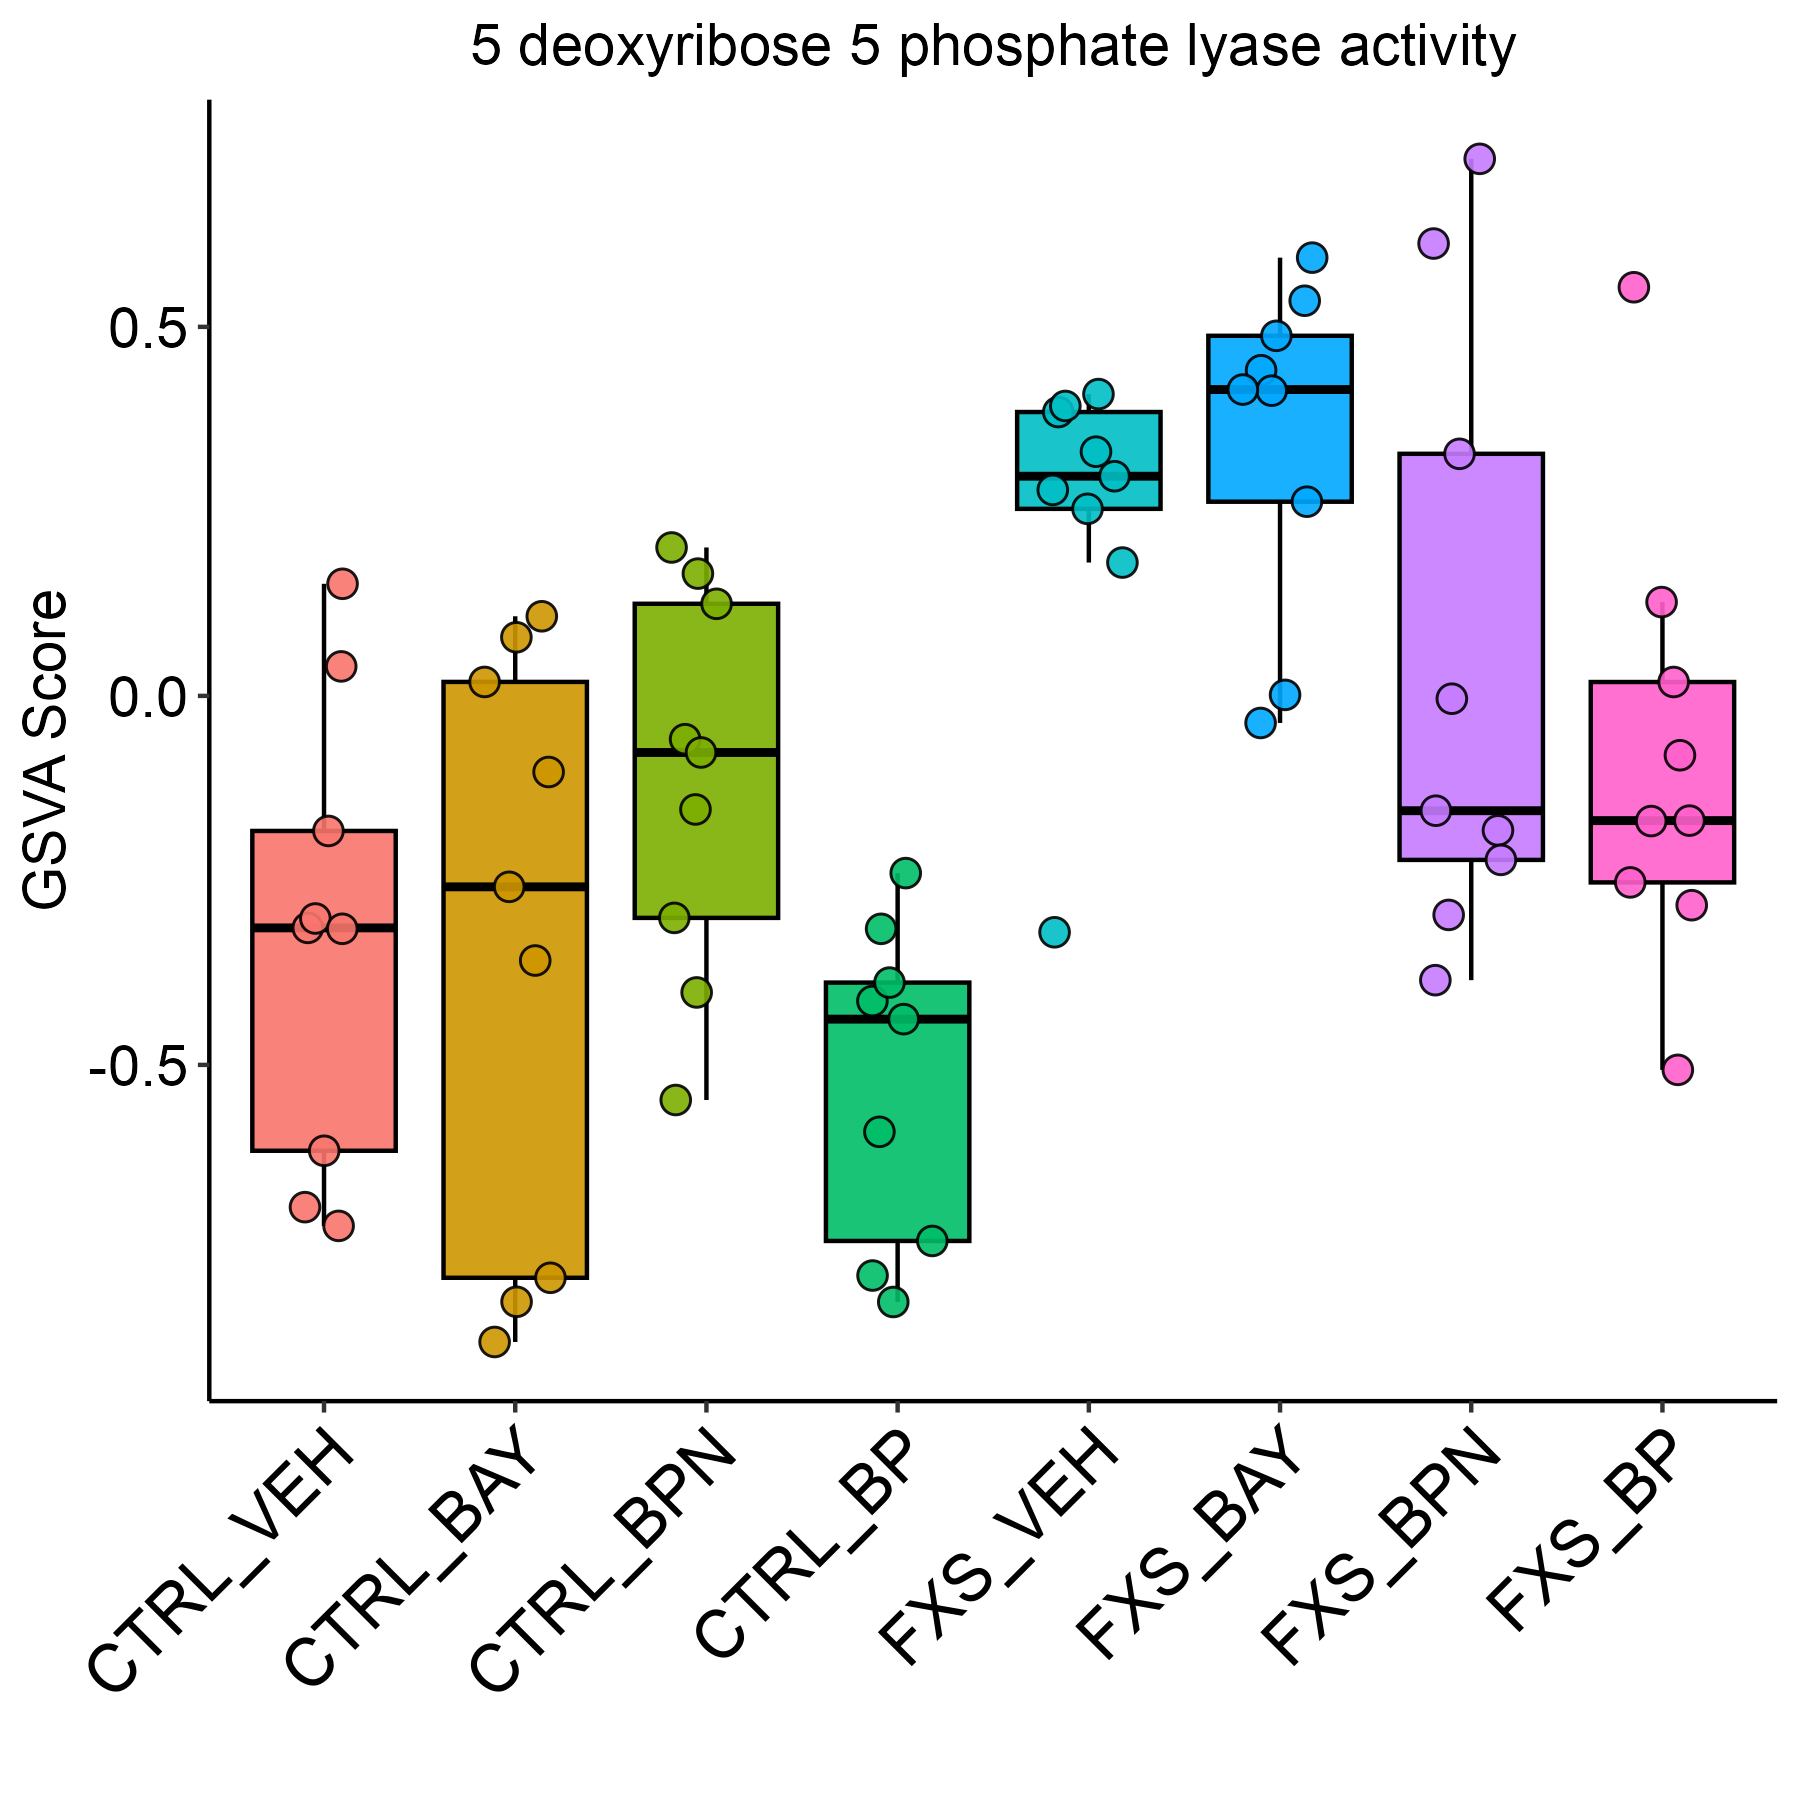 5 deoxyribose 5 phosphate lyase activity
GSVA Score
0.5
0.0
-0.5
CTRL_VEH
CTRL_BAY
CTRL_BPN
CTRL_BP
FXS_VEH
FXS_BAY
FXS_BPN
FXS_BP